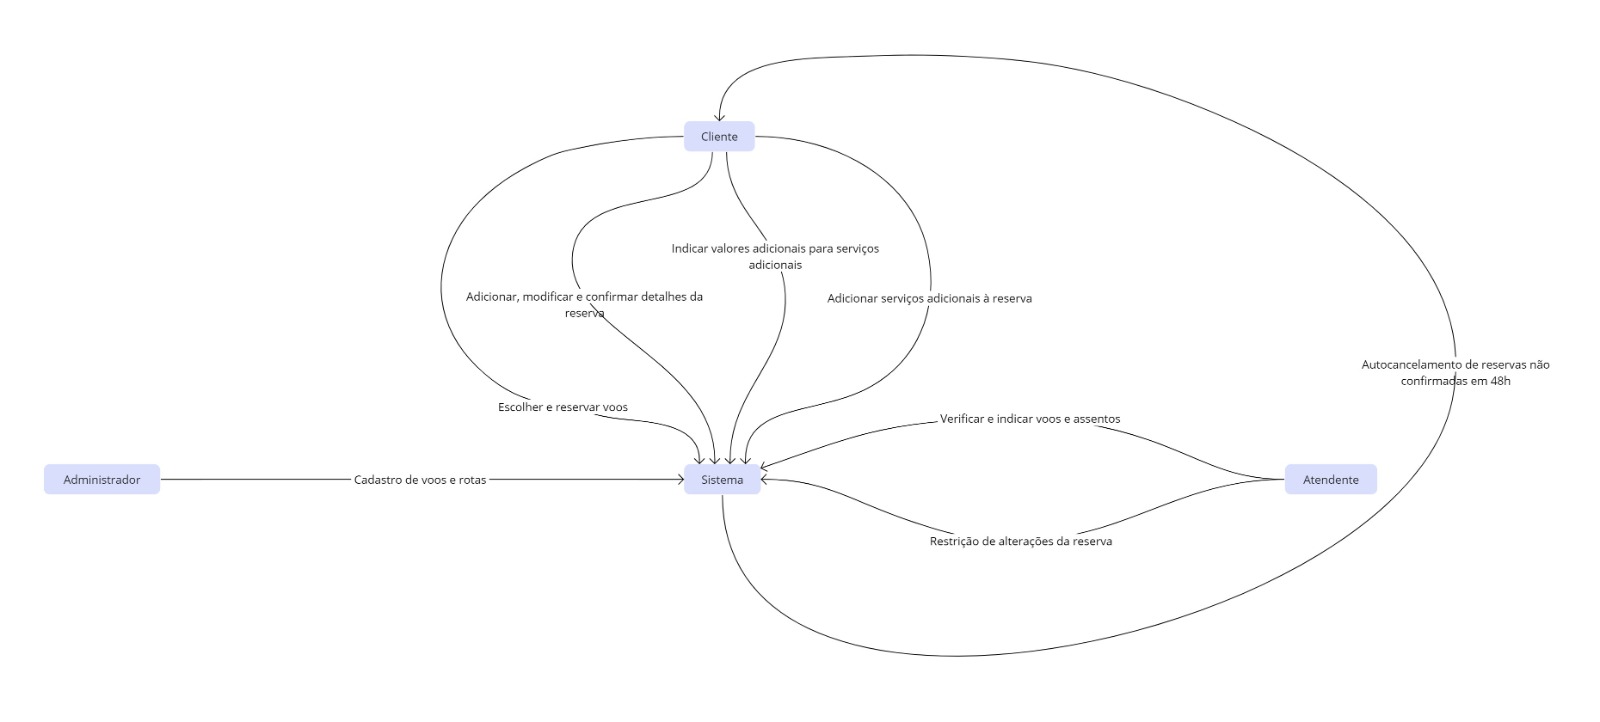 Cliente
Indicar valores adicionais para serviços
adicionais
Adicionar, modificar e confirmar detalhes da
reserva
Adicionar serviços adicionais à reserva
Autocancelamento de reservas não
confirmadas em 48h
Escolher e reservar voos
Verificar e indicar voos e assentos
Administrador
Cadastro de voos e rotas
Sistema
Atendente
Restrição de alterações da reserva